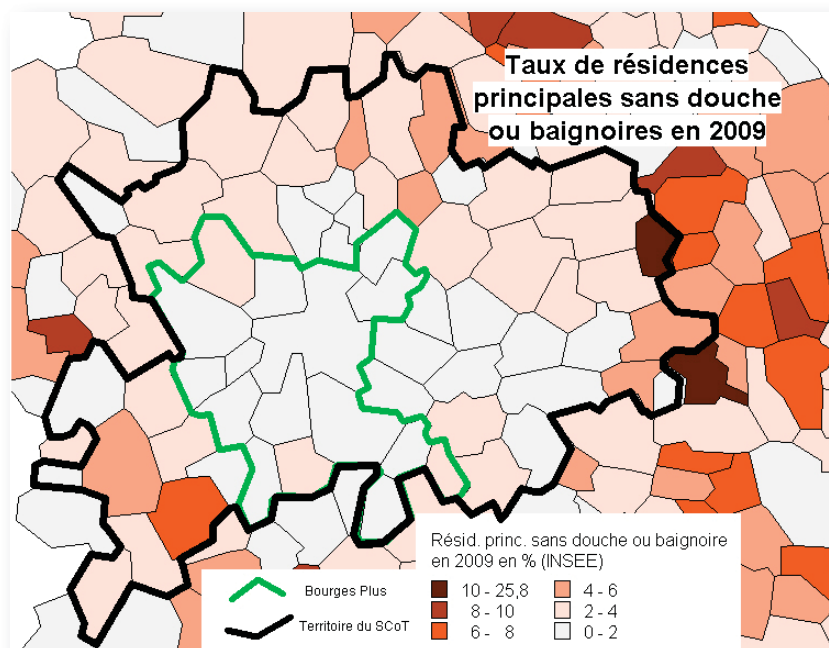 Taux de résidences
principales sans douche
ou baignoires en 2009
Résid. princ. sans douche ou baignoire
en 2009 en % (INSEE)
10 - 25,8
8 - 10
6 - 8
4 - 6
2 - 4
0 - 2
Bourges Plus
Territoire du SCoT